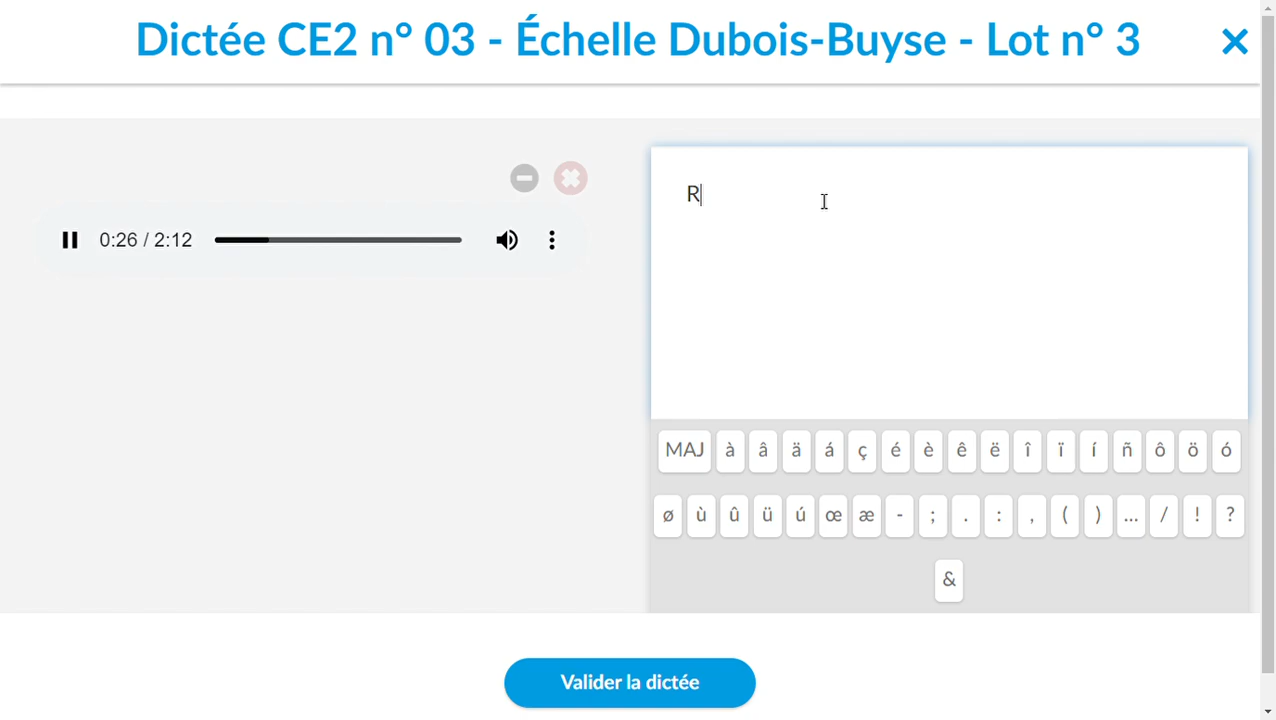 Dictée CE2 n° 03 - Échelle Dubois-Buyse - Lot n° 3
R
0:26 / 2:12
MAJ à â ä á ç é è ê ë î ï í ñ ô ö ó
ø ù û ü ú œ æ - ; . : , ( ) ... / ! ?
&
Valider la dictée